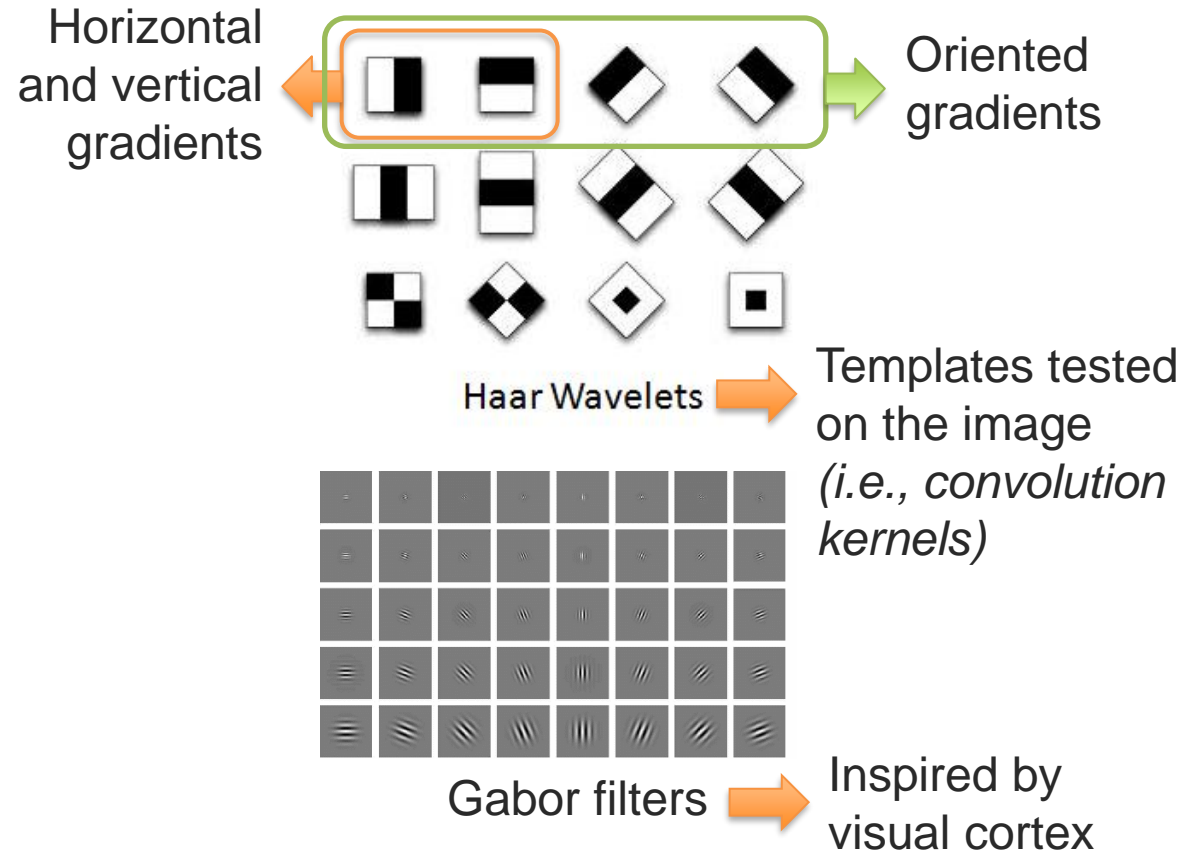 Horizontal
and vertical
gradients
Oriented
gradients
Haar Wavelets
Templates tested
on the image
(i.e., convolution
kernels)
Gabor filters
Inspired by
visual cortex